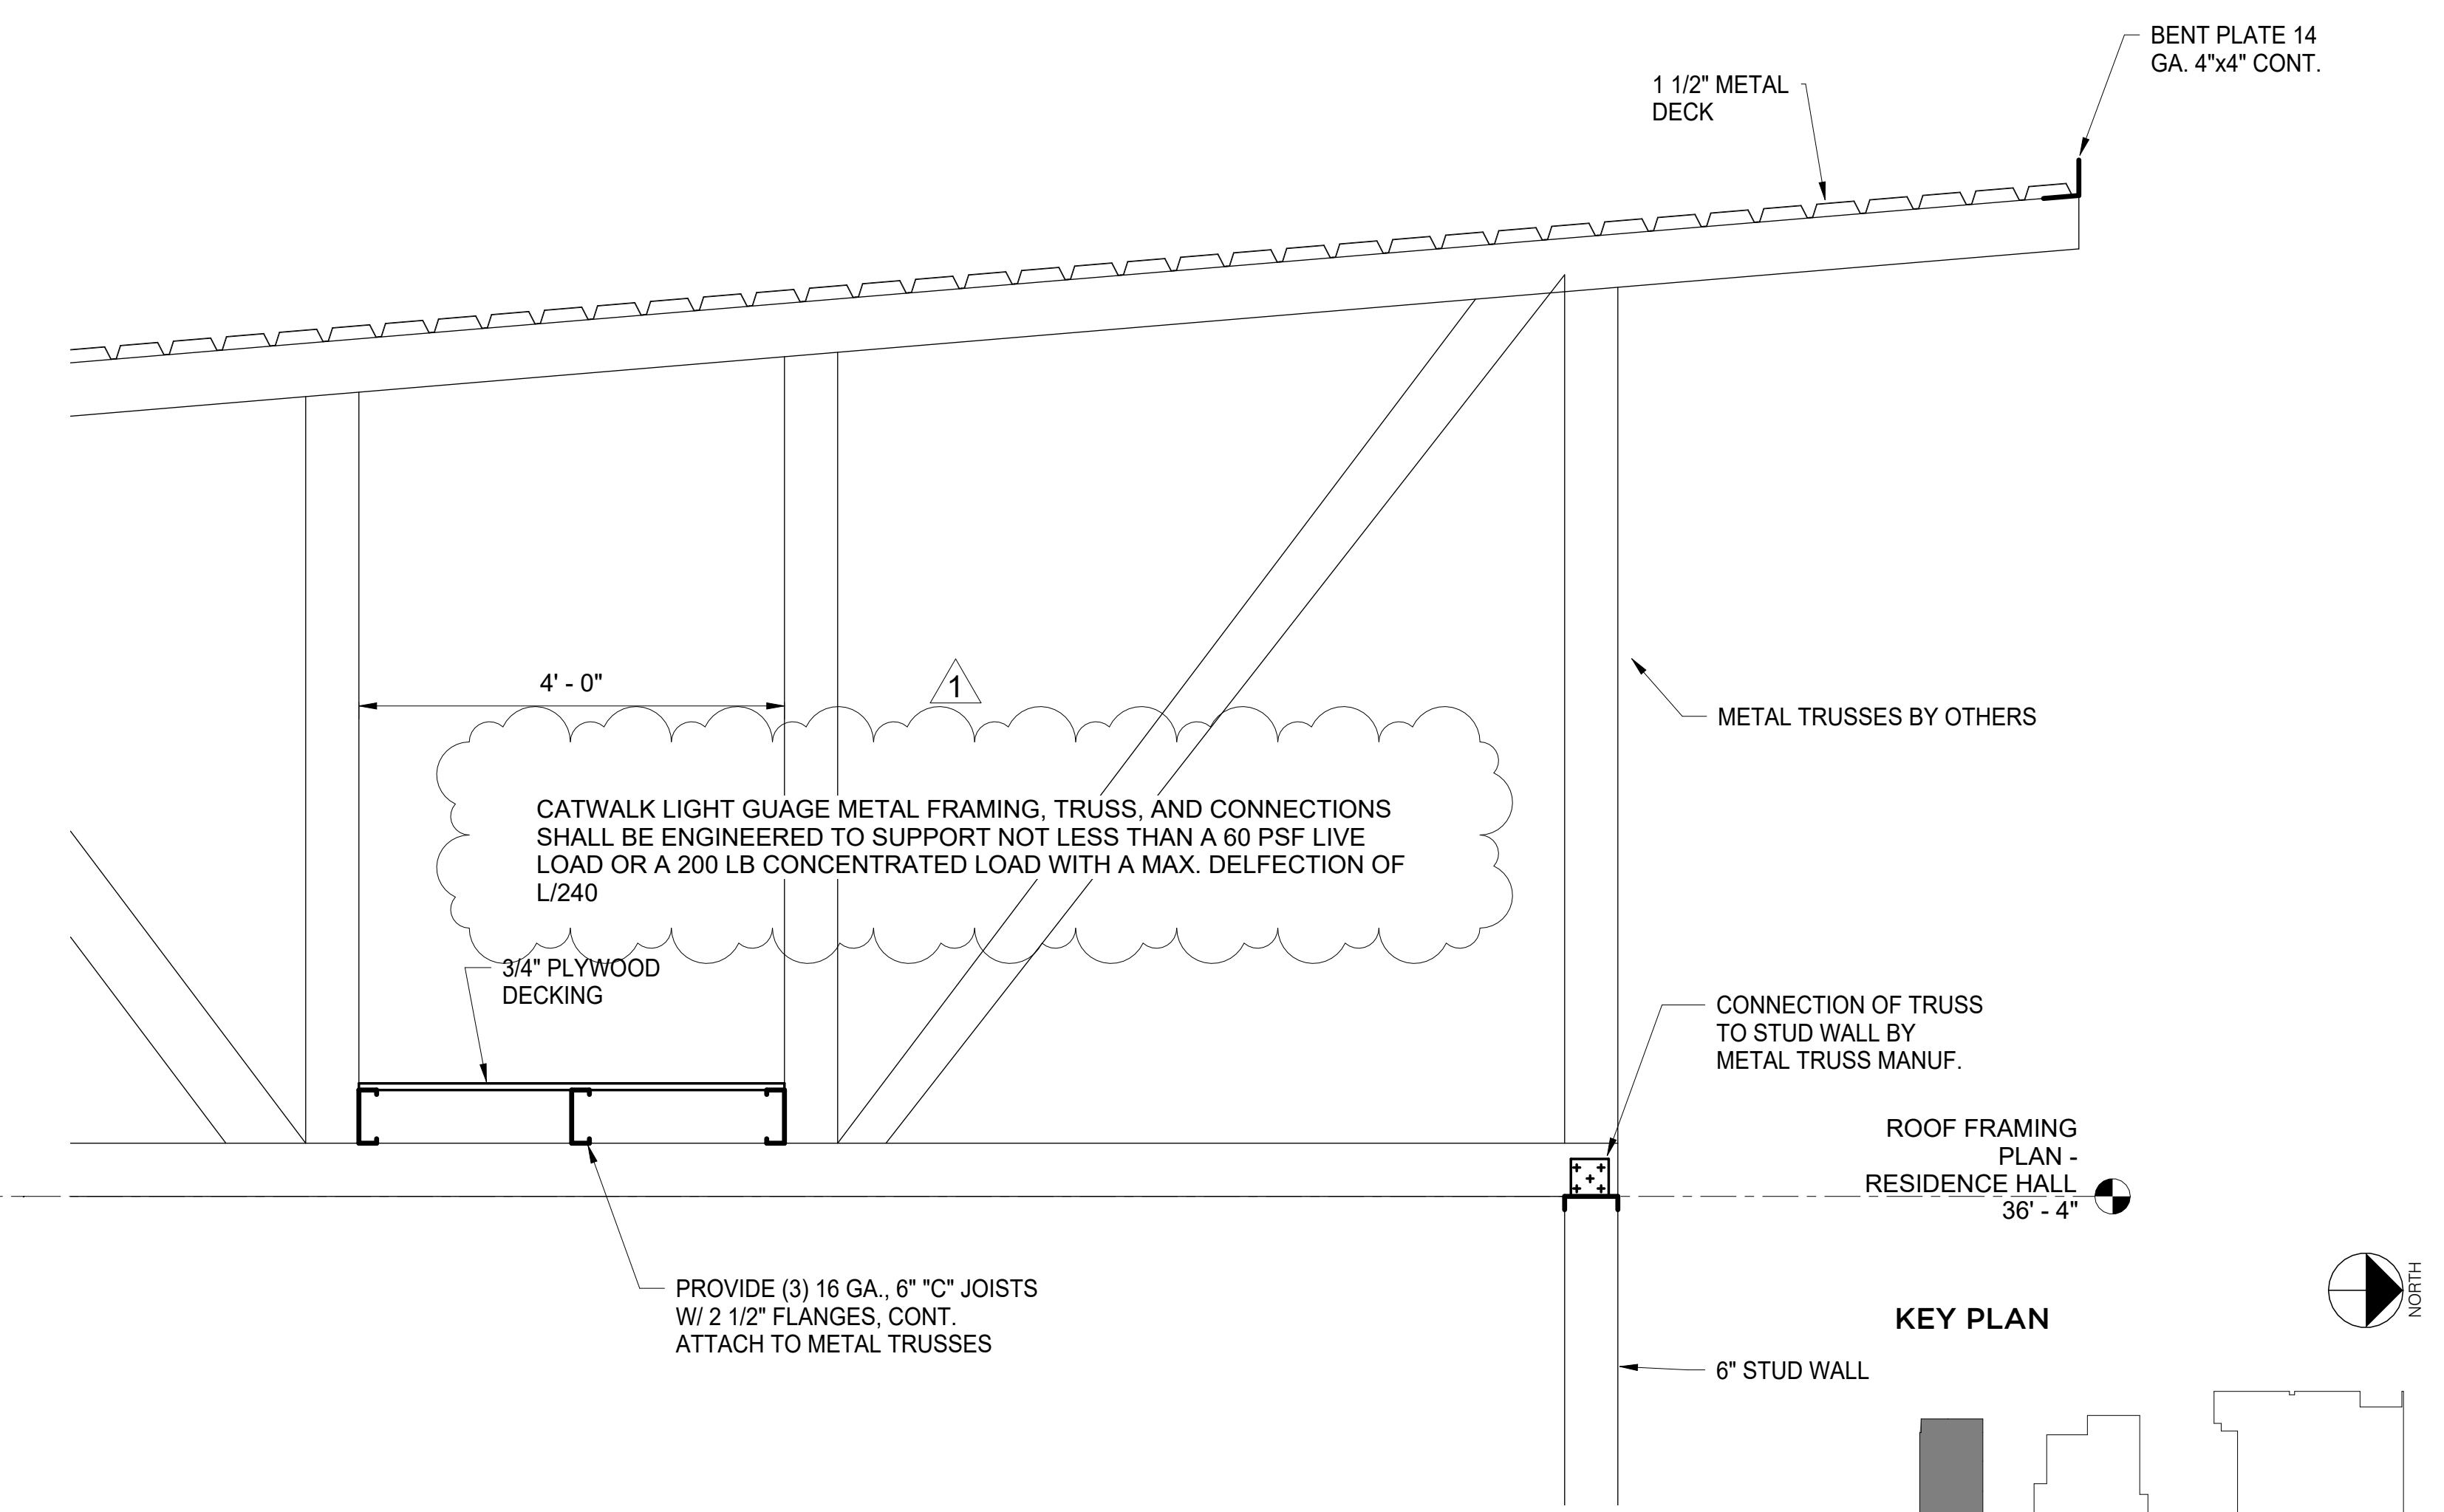 BENT PLATE 14
GA. 4"x4" CONT.
1 1/2" METAL
DECK
4' - 0"
1
METAL TRUSSES BY OTHERS
CATWALK LIGHT GUAGE METAL FRAMING, TRUSS, AND CONNECTIONS
SHALL BE ENGINEERED TO SUPPORT NOT LESS THAN A 60 PSF LIVE
LOAD OR A 200 LB CONCENTRATED LOAD WITH A MAX. DELFECTION OF
L/240
3/4" PLYWOOD
DECKING
CONNECTION OF TRUSS
TO STUD WALL BY
METAL TRUSS MANUF.
ROOF FRAMING
PLAN -
RESIDENCE HALL
36' - 4"
PROVIDE (3) 16 GA., 6" "C" JOISTS
W/ 2 1/2" FLANGES, CONT.
ATTACH TO METAL TRUSSES
NORTH
KEY PLAN
6" STUD WALL